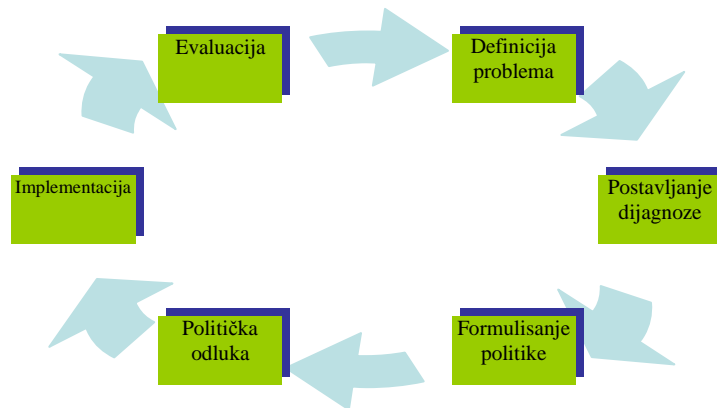 Evaluacija
Definicija
problema
Postavljanje
dijagnoze
Formulisanje
politike
Politička
odluka
Implementacija